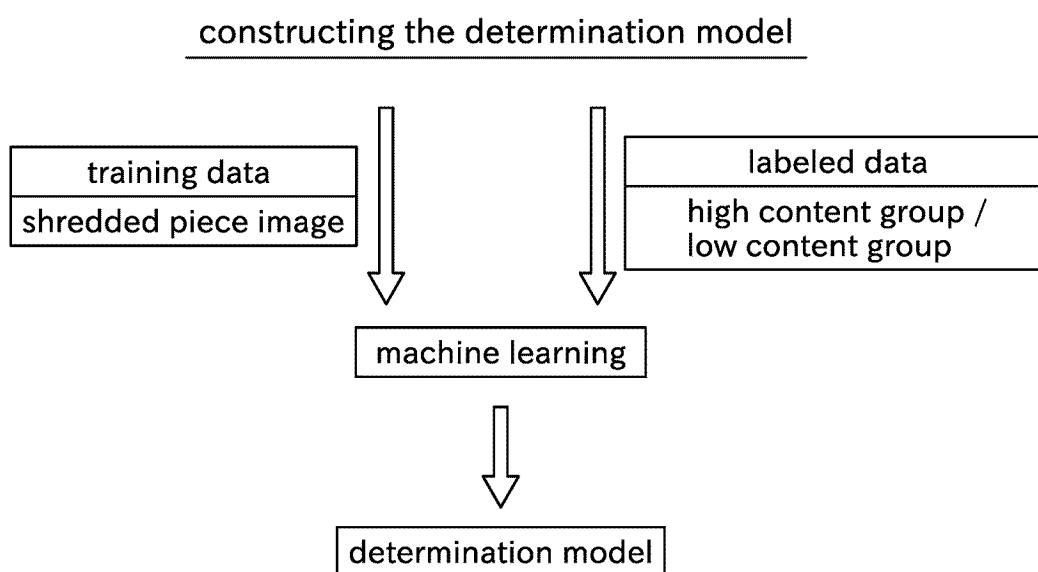 constructing the determination model
training data
shredded piece image
labeled data
high content group /
low content group
machine learning
determination model